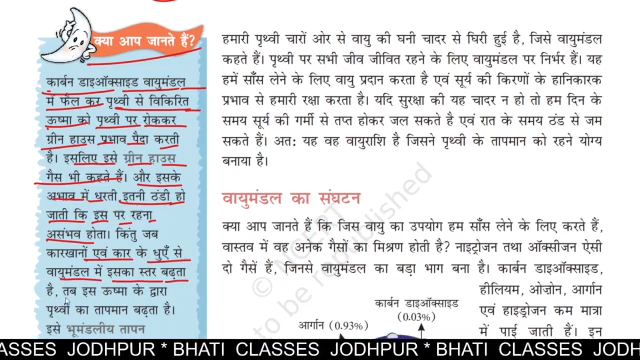 क्या आप जानते हैं?
कार्बन डाइऑक्साइड वायुमंडल
में फैल कर पृथ्वी से विकिरित
ऊष्मा को पृथ्वी पर रोककर
ग्रीन हाउस प्रभाव पैदा करती
है। इसलिए इसे ग्रीन हाउस
गैस भी कहते हैं। और इसके
अभाव में धरती इतनी ठंडी हो
जाती कि इस पर रहना
असंभव होता। किंतु जब
कारखानों एवं कार के धुएँ से
वायुमंडल में इसका स्तर बढ़ता
है, तब इस ऊष्मा के द्वारा
पृथ्वी का तापमान बढ़ता है।
इसे भूमंडलीय तापन
हमारी पृथ्वी चारों ओर से वायु की घनी चादर से घिरी हुई है, जिसे वायुमंडल
कहते हैं। पृथ्वी पर सभी जीव जीवित रहने के लिए वायुमंडल पर निर्भर हैं। यह
हमें साँस लेने के लिए वायु प्रदान करता है एवं सूर्य की किरणों के हानिकारक
प्रभाव से हमारी रक्षा करता है। यदि सुरक्षा की यह चादर न हो तो हम दिन के
समय सूर्य की गर्मी से तप्त होकर जल सकते हैं एवं रात के समय ठंड से जम
सकते हैं। अतः यह वह वायुराशि है जिसने पृथ्वी के तापमान को रहने योग्य
बनाया है।
वायुमंडल का संघटन
क्या आप जानते हैं कि जिस वायु का उपयोग हम साँस लेने के लिए करते हैं,
वास्तव में वह अनेक गैसों का मिश्रण होती है? नाइट्रोजन तथा ऑक्सीजन ऐसी
दो गैसें हैं, जिनसे वायुमंडल का बड़ा भाग बना है। कार्बन डाइऑक्साइड,
हीलियम, ओज़ोन, आर्गान
एवं हाइड्रोजन कम मात्रा
में पाई जाती हैं। इन
कार्बन डाइऑक्साइड
(0.03%)
आर्गान (0.93%)
© NCERT
to be republished
LASSES JODHPUR * BHATI CLASSES JODHPUR * BHATI CLASSES